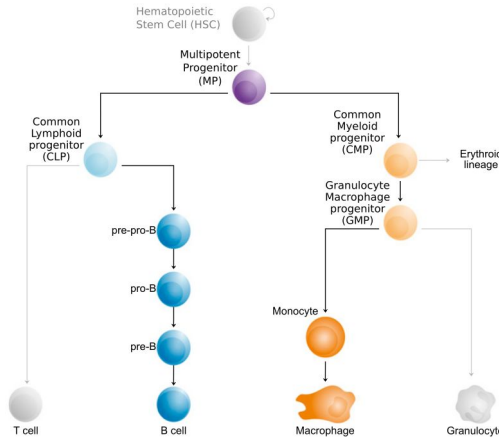 Hematopoietic
Stem Cell (HSC)
Multipotent
Progenitor
(MP)
Common
Lymphoid
progenitor
(CLP)
Common
Myeloid
progenitor
(CMP)
Erythroid
lineage
Granulocyte
Macrophage
progenitor
(GMP)
pre-pro-B
pro-B
Monocyte
pre-B
T cell
B cell
Macrophage
Granulocyte